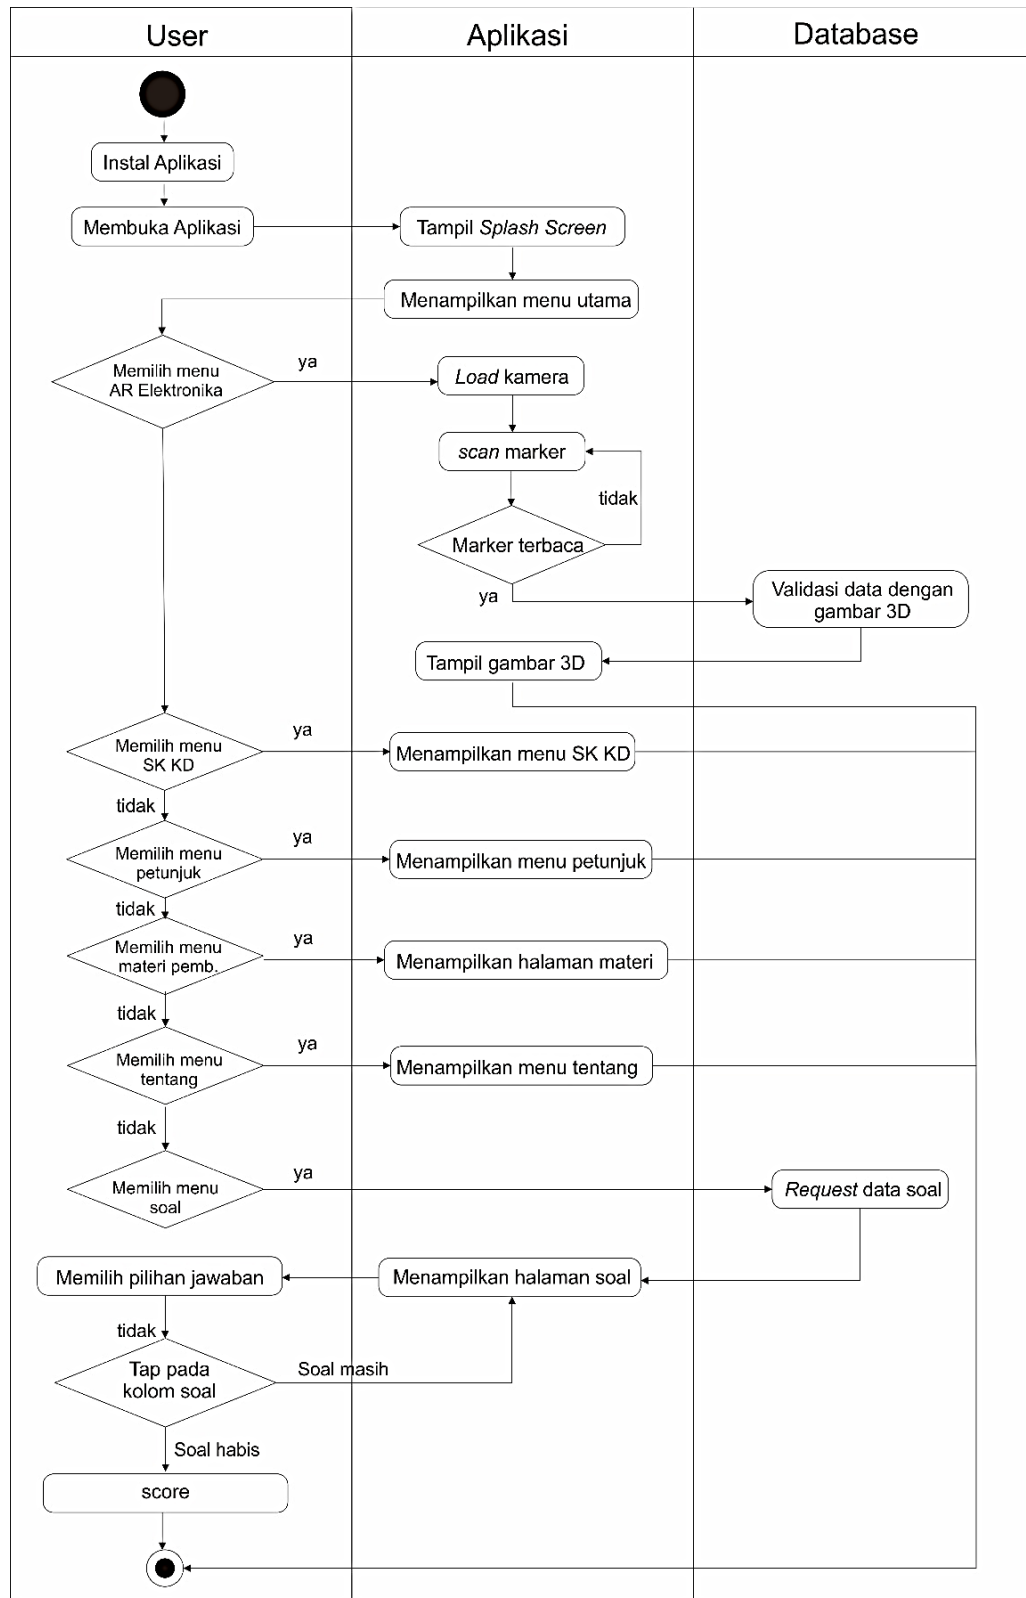 User
Aplikasi
Database
Instal Aplikasi
Membuka Aplikasi
Tampil Splash Screen
Menampilkan menu utama
Memilih menu
AR Elektronika
ya
Load kamera
scan marker
tidak
Marker terbaca
ya
Validasi data dengan
gambar 3D
Tampil gambar 3D
Memilih menu
SK KD
ya
Menampilkan menu SK KD
tidak
Memilih menu
petunjuk
ya
Menampilkan menu petunjuk
tidak
Memilih menu
materi pemb.
ya
Menampilkan halaman materi
tidak
Memilih menu
tentang
ya
Menampilkan menu tentang
tidak
Memilih menu
soal
ya
Request data soal
Memilih pilihan jawaban
Menampilkan halaman soal
tidak
Tap pada
kolom soal
Soal masih
Soal habis
score